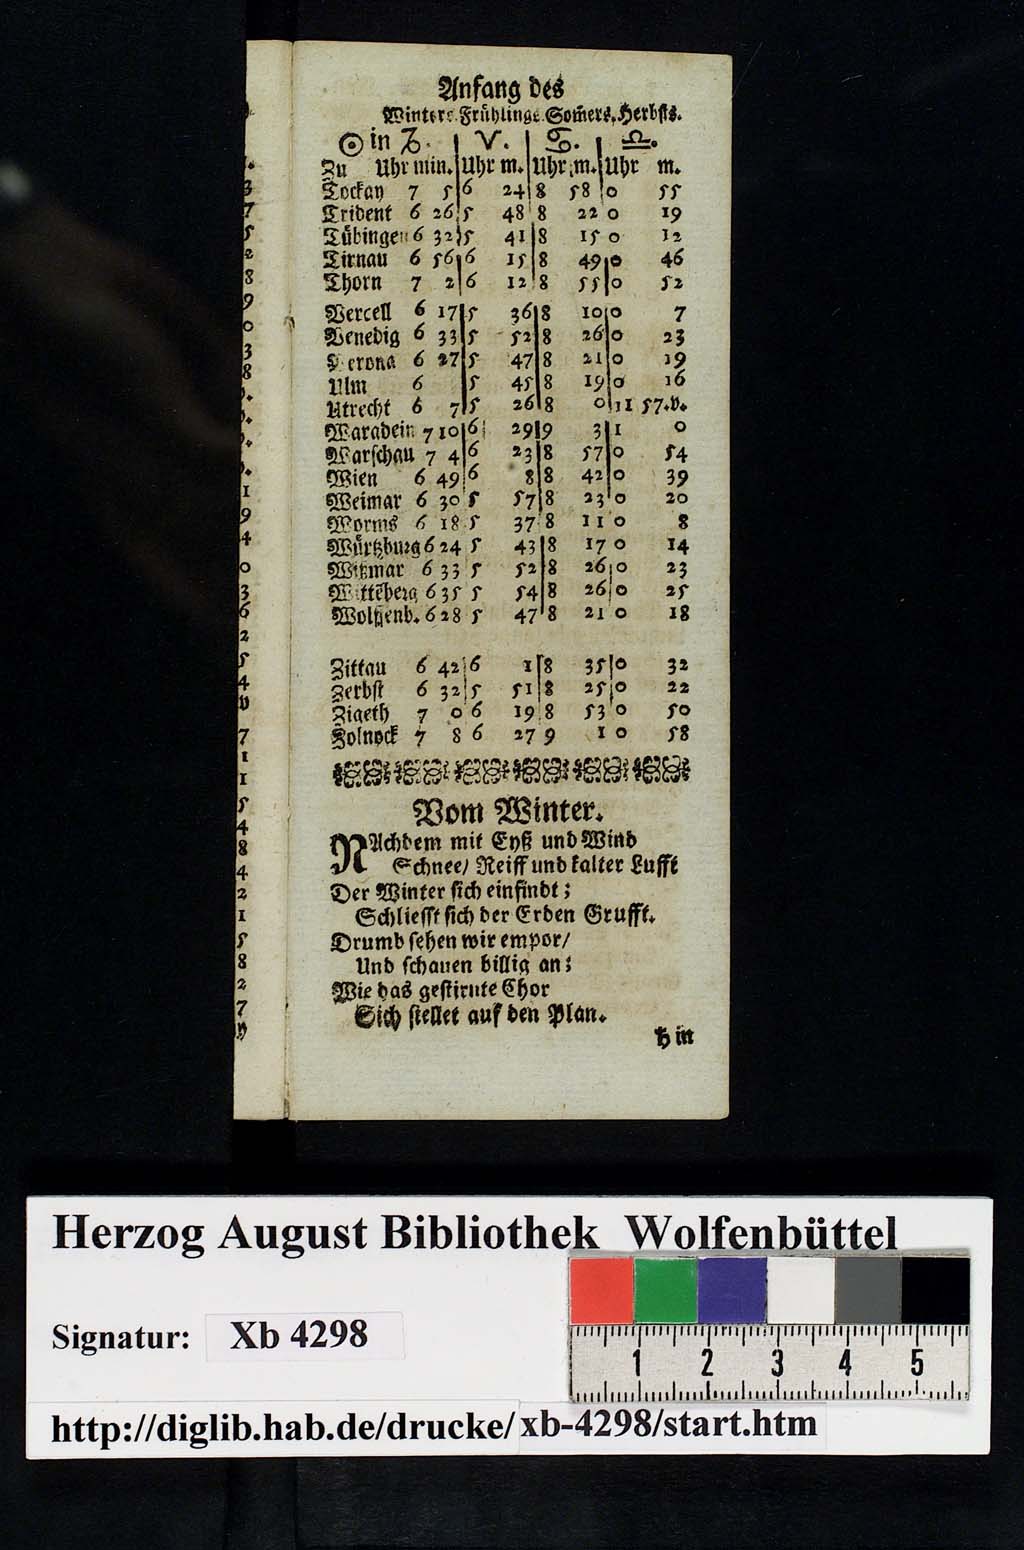 Anfang des
Winters. Frühlings. Som̃ers. Herbsts.
☉ in ♑. ♈. ♋. ♎.
Zu Uhr min. Uhr m. Uhr m. Uhr m.
Tockay 7 5 6 24 8 58 0 55
Trident 6 26 5 48 8 22 0 19
Tübingen 6 32 5 41 8 15 0 12
Tirnau 6 56 6 15 8 49 0 46
Thorn 7 2 6 12 8 55 0 52
Vercell 6 17 5 36 8 10 0 7
Venedig 6 33 5 52 8 26 0 23
Verona 6 27 5 47 8 21 0 19
Ulm 6 5 45 8 19 0 16
Utrecht 6 7 5 26 8 0 11 57.v.
Waradein 7 10 6 29 9 3 1 0
Warschau 7 4 6 23 8 57 0 54
Wien 6 49 6 8 8 42 0 39
Weimar 6 30 5 57 8 23 0 20
Worms 6 18 5 37 8 11 0 8
Würtzburg 6 24 5 43 8 17 0 14
Witzmar 6 33 5 52 8 26 0 23
Wittẽberg 6 35 5 54 8 26 0 25
Wolffenb. 6 28 5 47 8 21 0 18
Zittau 6 42 6 1 8 35 0 32
Zerbst 6 32 5 51 8 25 0 22
Zigeth 7 0 6 19 8 53 0 50
Zolnock 7 8 6 27 9 1 0 58
Vom Winter.
NAchdem mit Eyß und Wind
Schnee/ Reiff und kalter Lufft
Der Winter sich einfindt;
Schliesst sich der Erden Grufft.
Drumb sehen wir empor/
Und schauen billig an;
Wie das gestirnte Chor
Sich stellet auf den Plan.
H in
Herzog August Bibliothek Wolfenbüttel
Signatur: Xb 4298
1 2 3 4 5
http://diglib.hab.de/drucke/xb-4298/start.htm